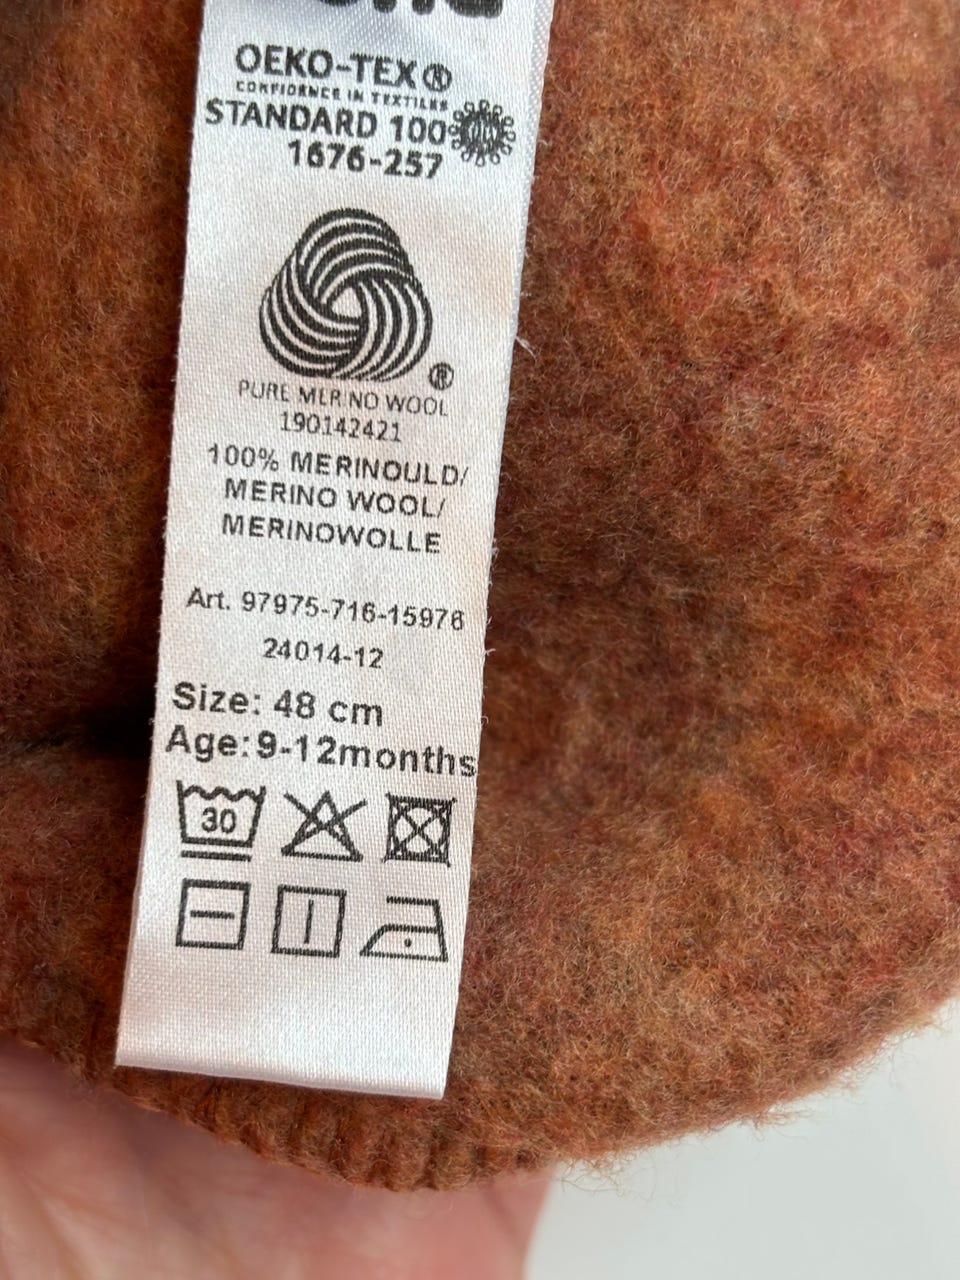 OEKO-TEX®
CONFIDENCE IN TEXTILES
STANDARD 100
1676-257
®
PURE MERINO WOOL
190142421
100% MERINOULD/
MERINO WOOL/
MERINOWOLLE
Art. 97975-716-15976
24014-12
Size: 48 cm
Age: 9-12months
30